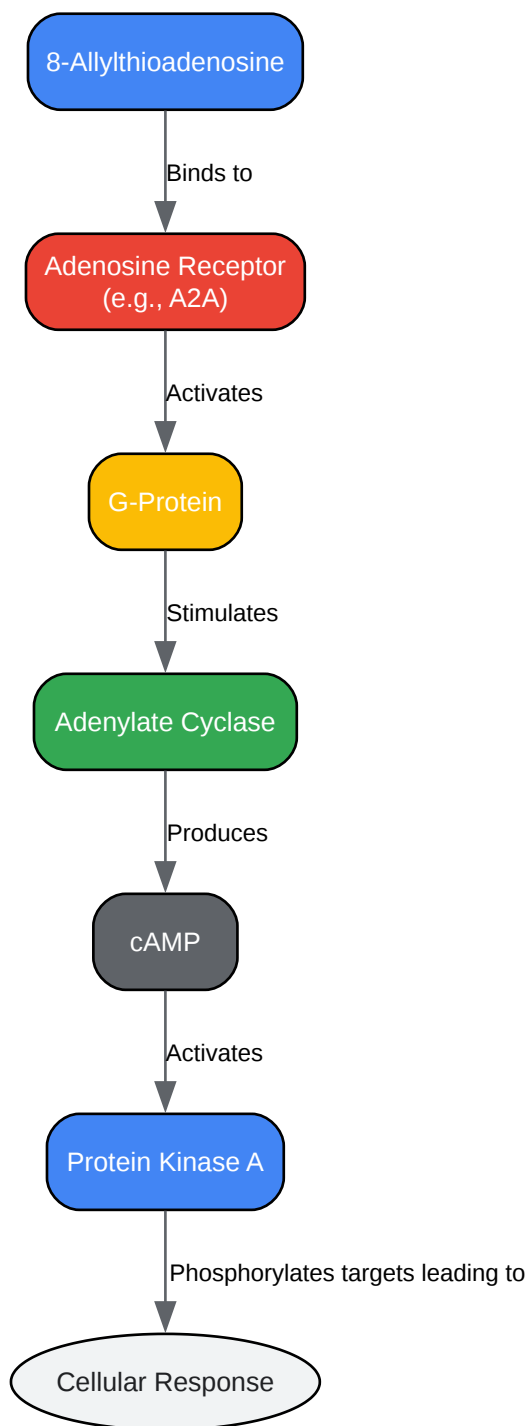 8-Allylthioadenosine
Binds to
Adenosine Receptor
(e.g., A2A)
Activates
G-Protein
Stimulates
Adenylate Cyclase
Produces
cAMP
Activates
Protein Kinase A
Phosphorylates targets leading to
Cellular Response